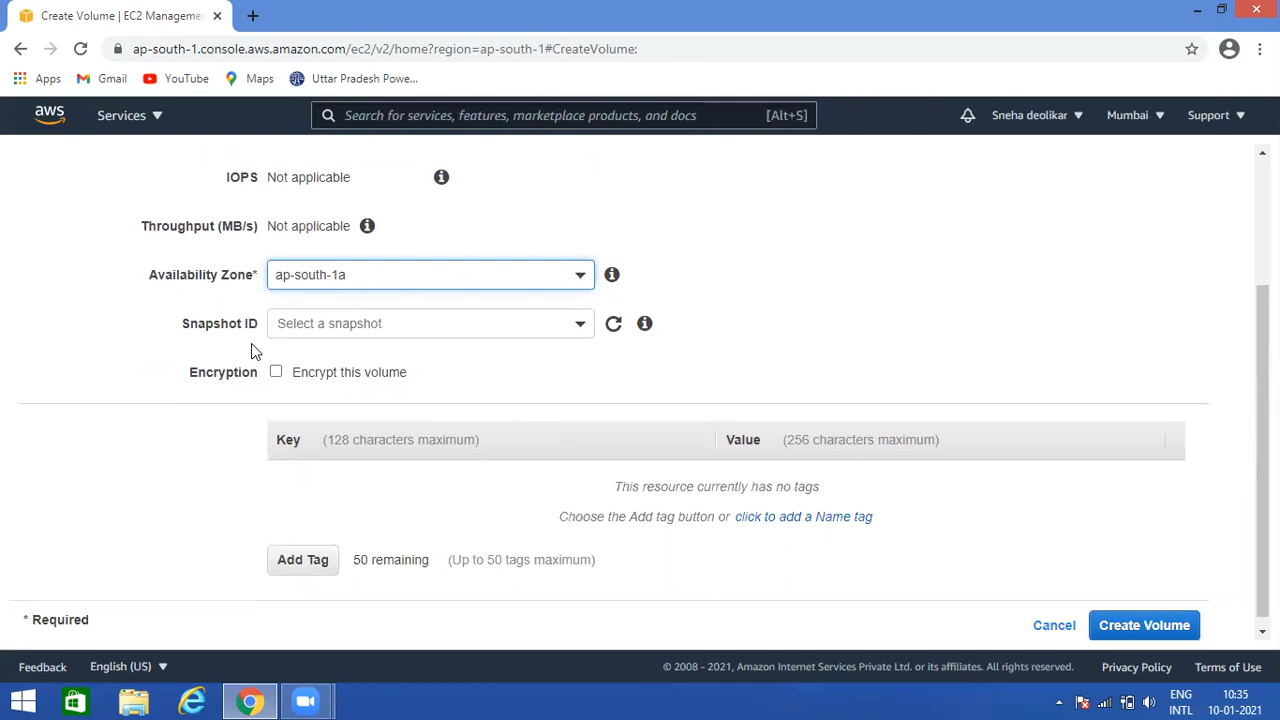 Create Volume | EC2 Manageme
ap-south-1.console.aws.amazon.com/ec2/v2/home?region=ap-south-1#CreateVolume:
Apps Gmail YouTube Maps Uttar Pradesh Powe...
aws Services Search for services, features, marketplace products, and docs [Alt+S] Sneha deolikar Mumbai Support
IOPS Not applicable
Throughput (MB/s) Not applicable
Availability Zone* ap-south-1a
Snapshot ID Select a snapshot
Encryption Encrypt this volume
Key (128 characters maximum) Value (256 characters maximum)
This resource currently has no tags
Choose the Add tag button or click to add a Name tag
Add Tag 50 remaining (Up to 50 tags maximum)
* Required
Cancel Create Volume
Feedback English (US) © 2008 - 2021, Amazon Internet Services Private Ltd. or its affiliates. All rights reserved. Privacy Policy Terms of Use
ENG 10:35
INTL 10-01-2021